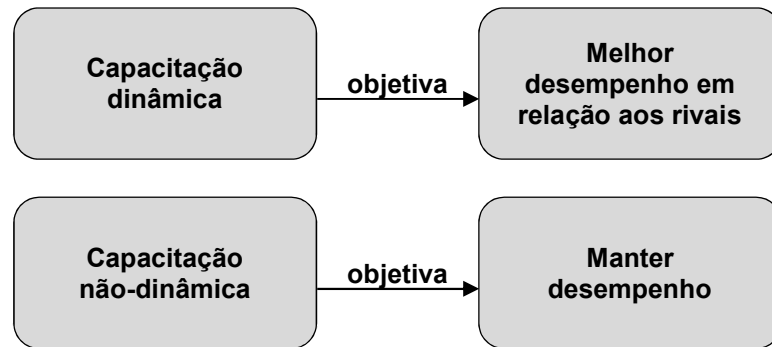 Capacitação
dinâmica
objetiva
Melhor
desempenho em
relação aos rivais
Capacitação
não-dinâmica
objetiva
Manter
desempenho